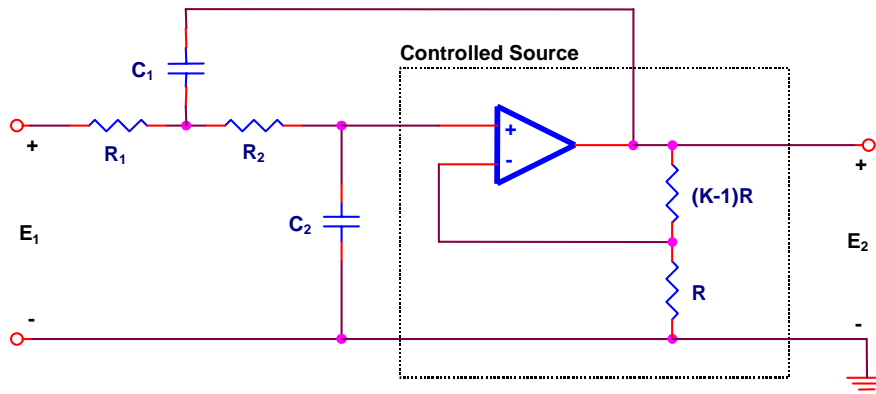 Controlled Source
C₁
+
R₁
R₂
+
-
+
(K-1)R
E₁
C₂
E₂
R
-
-